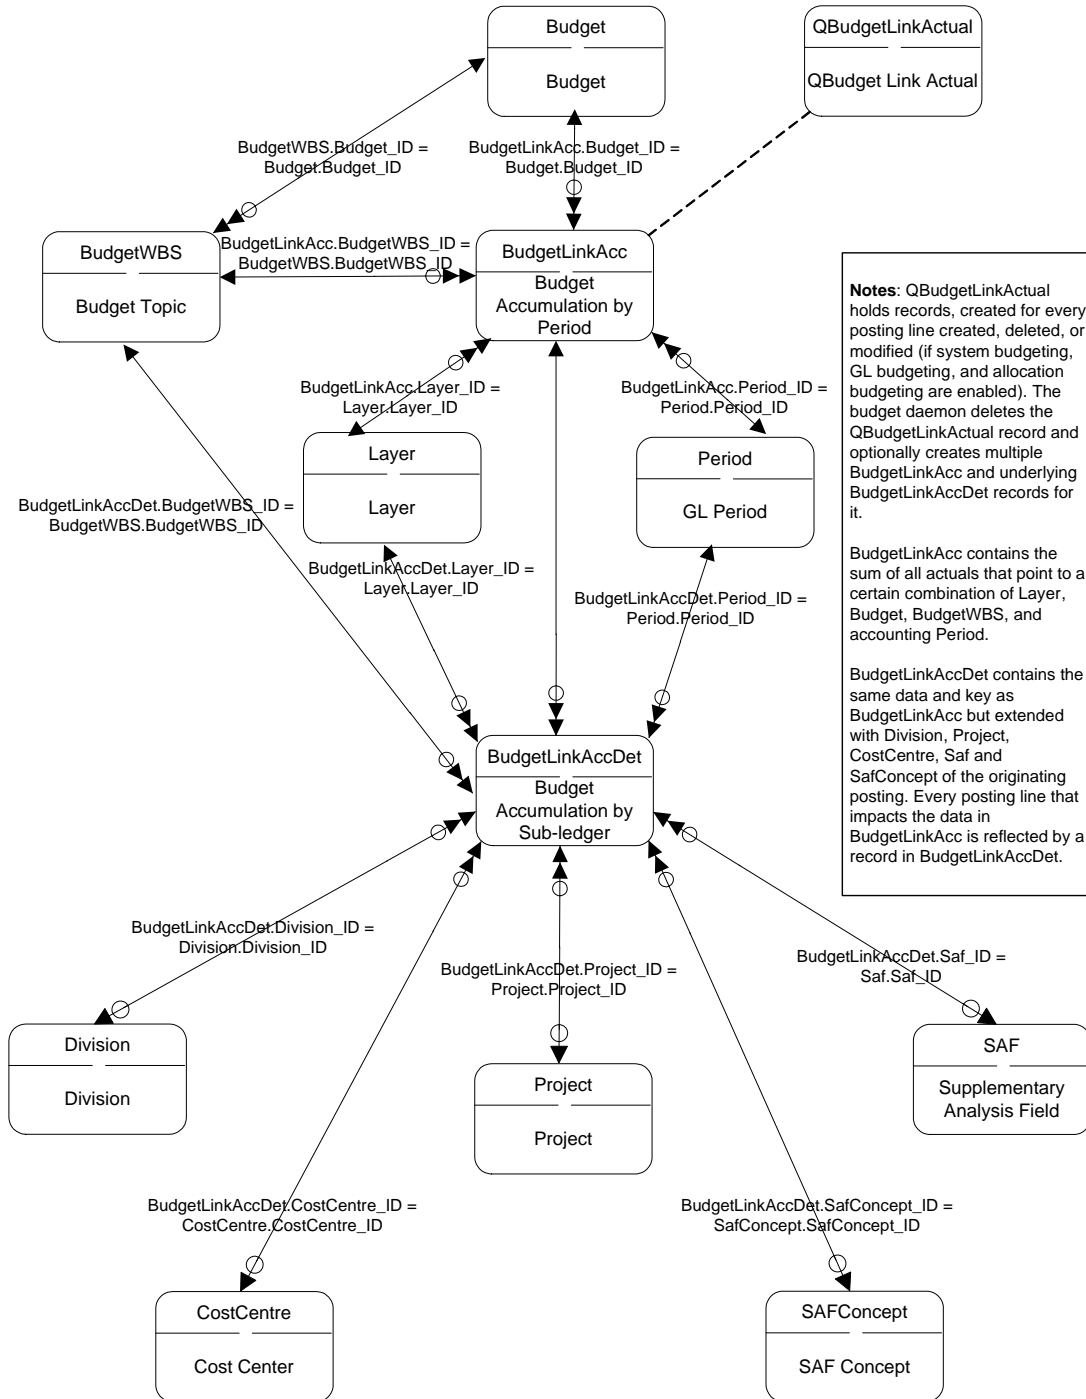 Budget
Budget
QBudgetLinkActual
QBudget Link Actual
BudgetWBS.Budget_ID =
Budget.Budget_ID
BudgetLinkAcc.Budget_ID =
Budget.Budget_ID
BudgetWBS
Budget Topic
BudgetLinkAcc.BudgetWBS_ID =
BudgetWBS.BudgetWBS_ID
BudgetLinkAcc
Budget
Accumulation by
Period
BudgetLinkAcc.Layer_ID =
Layer.Layer_ID
BudgetLinkAcc.Period_ID =
Period.Period_ID
Layer
Layer
Period
GL Period
BudgetLinkAccDet.BudgetWBS_ID =
BudgetWBS.BudgetWBS_ID
BudgetLinkAccDet.Layer_ID =
Layer.Layer_ID
BudgetLinkAccDet.Period_ID =
Period.Period_ID
Notes: QBudgetLinkActual
holds records, created for every
posting line created, deleted, or
modified (if system budgeting,
GL budgeting, and allocation
budgeting are enabled). The
budget daemon deletes the
QBudgetLinkActual record and
optionally creates multiple
BudgetLinkAcc and underlying
BudgetLinkAccDet records for
it.
BudgetLinkAcc contains the
sum of all actuals that point to a
certain combination of Layer,
Budget, BudgetWBS, and
accounting Period.
BudgetLinkAccDet contains the
same data and key as
BudgetLinkAcc but extended
with Division, Project,
CostCentre, Saf and
SafConcept of the originating
posting. Every posting line that
impacts the data in
BudgetLinkAcc is reflected by a
record in BudgetLinkAccDet.
BudgetLinkAccDet
Budget
Accumulation by
Sub-ledger
BudgetLinkAccDet.Division_ID =
Division.Division_ID
BudgetLinkAccDet.Project_ID =
Project.Project_ID
BudgetLinkAccDet.Saf_ID =
Saf.Saf_ID
Division
Division
Project
Project
SAF
Supplementary
Analysis Field
BudgetLinkAccDet.CostCentre_ID =
CostCentre.CostCentre_ID
BudgetLinkAccDet.SafConcept_ID =
SafConcept.SafConcept_ID
CostCentre
Cost Center
SAFConcept
SAF Concept